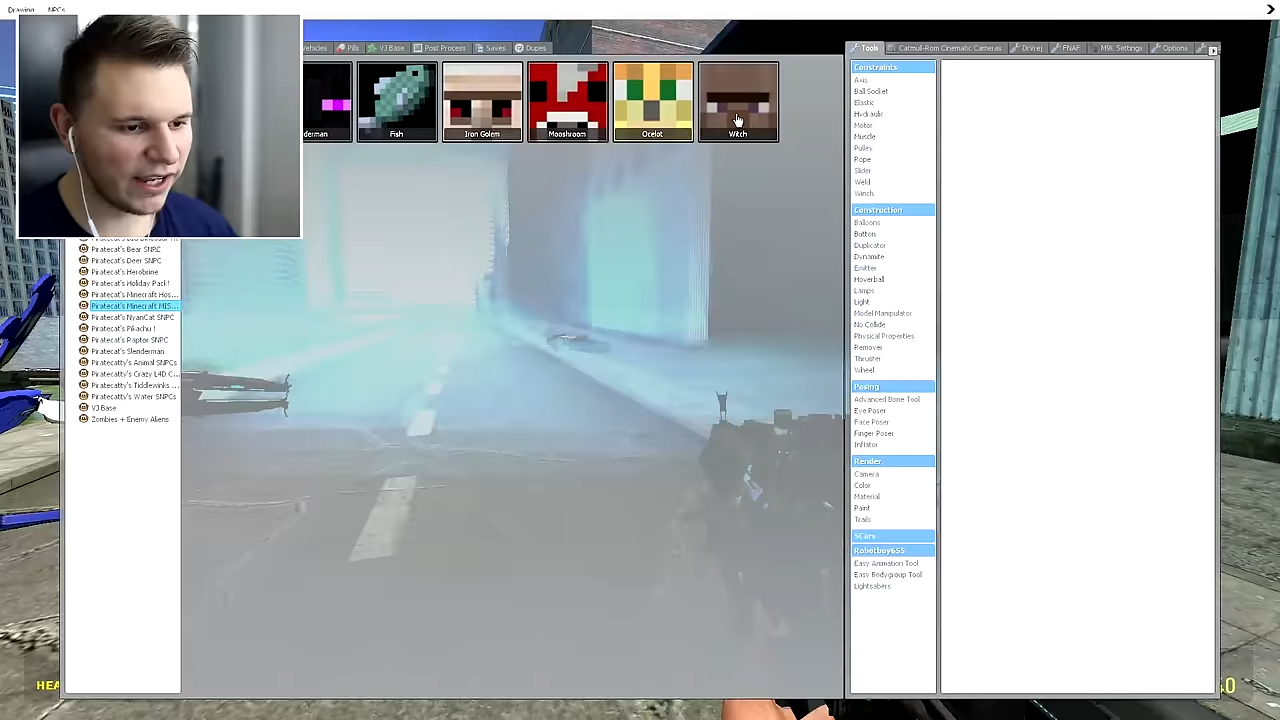 Drawing NPCs
Vehicles Pills VJ Base Post Process Saves Dupes
Tools Catmull-Rom Cinematic Cameras DrVrej FNAF M9K Settings Options
derman Fish Iron Golem Mooshroom Ocelot Witch
Piratecat's Bear SNPC
Piratecat's Deer SNPC
Piratecat's Herobrine
Piratecat's Holiday Pack!
Piratecat's Minecraft Hos...
Piratecat's Minecraft MIS...
Piratecat's NyanCat SNPC
Piratecat's Pikachu !
Piratecat's Raptor SNPC
Piratecat's Slenderman
Piratecatty's Animal SNPCs
Piratecatty's Crazy L4D C...
Piratecatty's Tiddlewinks ...
Piratecatty's Water SNPCs
VJ Base
Zombies + Enemy Aliens
Constraints
Axis
Ball Socket
Elastic
Hydraulic
Motor
Muscle
Pulley
Rope
Slider
Weld
Winch
Construction
Balloons
Button
Duplicator
Dynamite
Emitter
Hoverball
Lamps
Light
Model Manipulator
No Collide
Physical Properties
Remover
Thruster
Wheel
Posing
Advanced Bone Tool
Eye Poser
Face Poser
Finger Poser
Inflator
Render
Camera
Color
Material
Paint
Trails
SCars
Robotboy655
Easy Animation Tool
Easy Bodygroup Tool
Lightsabers
HEA